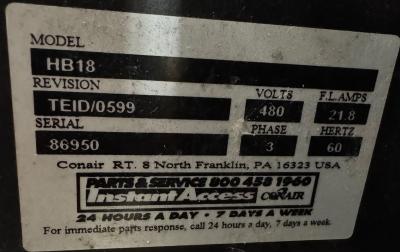 MODEL
HB18
REVISION VOLTS F.L.AMPS
TEID/0599 480 21.8
SERIAL PHASE HERTZ
86950 3 60
Conair RT. 8 North Franklin, PA 16323 USA
PARTS & SERVICE 800 458 1960
Instant Access CONAIR
24 HOURS A DAY • 7 DAYS A WEEK
For immediate parts response, call 24 hours a day, 7 days a week.